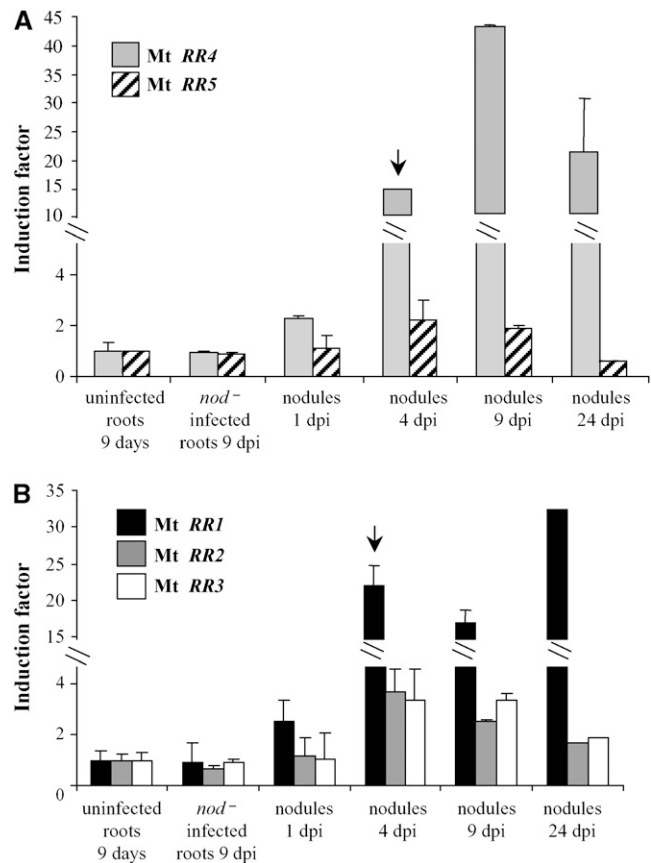 A
45
40
35
30
25
20
15
10
4
2
0
Induction factor
Mt RR4
Mt RR5
uninfected
roots
9 days
nod⁻
infected
roots 9 dpi
nodules
1 dpi
nodules
4 dpi
nodules
9 dpi
nodules
24 dpi
B
35
30
25
20
15
4
2
0
Induction factor
Mt RR1
Mt RR2
Mt RR3
uninfected
roots
9 days
nod⁻
infected
roots 9 dpi
nodules
1 dpi
nodules
4 dpi
nodules
9 dpi
nodules
24 dpi